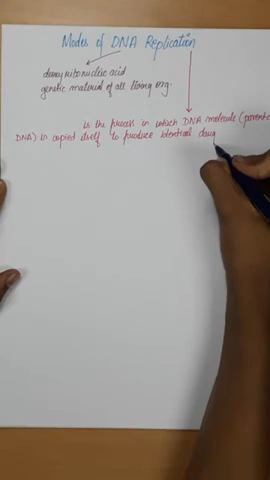 Modes of DNA Replication
deoxyribonucleic acid
genetic material of all living org.
is the process in which DNA molecule (parental
DNA) is copied itself to produce identical daug